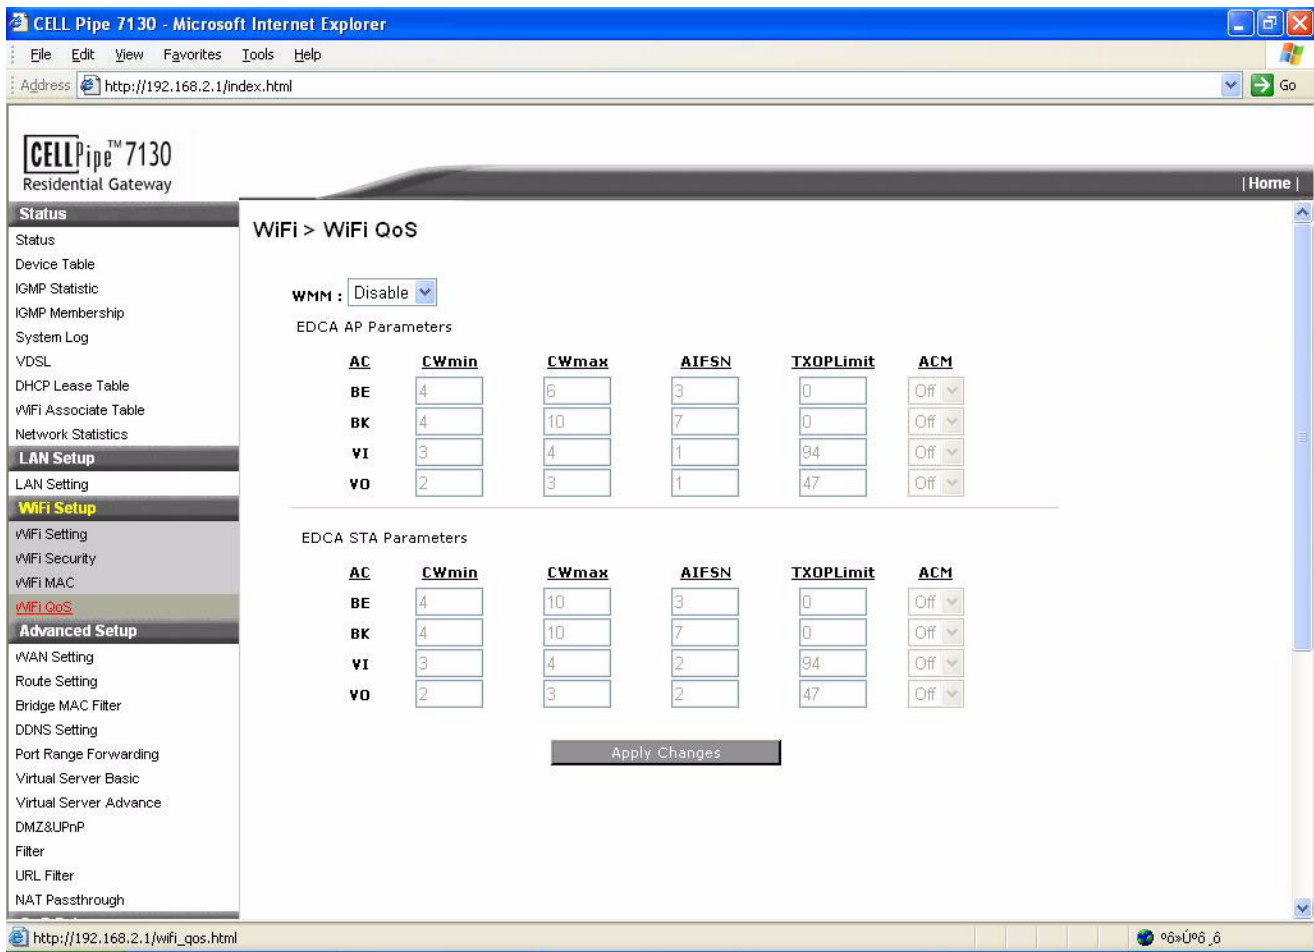 CELL Pipe 7130 - Microsoft Internet Explorer
File Edit View Favorites Tools Help
Address http://192.168.2.1/index.html Go
CELLPipe™ 7130
Residential Gateway
| Home |
Status
Status
Device Table
IGMP Statistic
IGMP Membership
System Log
VDSL
DHCP Lease Table
WiFi Associate Table
Network Statistics
LAN Setup
LAN Setting
WiFi Setup
WiFi Setting
WiFi Security
WiFi MAC
WiFi QoS
Advanced Setup
WAN Setting
Route Setting
Bridge MAC Filter
DDNS Setting
Port Range Forwarding
Virtual Server Basic
Virtual Server Advance
DMZ&UPnP
Filter
URL Filter
NAT Passthrough
WiFi > WiFi QoS
WMM : Disable
EDCA AP Parameters
AC CWmin CWmax AIFSN TXOPLimit ACM
BE 4 6 3 0 Off
BK 4 10 7 0 Off
VI 3 4 1 94 Off
VO 2 3 1 47 Off
EDCA STA Parameters
AC CWmin CWmax AIFSN TXOPLimit ACM
BE 4 10 3 0 Off
BK 4 10 7 0 Off
VI 3 4 2 94 Off
VO 2 3 2 47 Off
Apply Changes
http://192.168.2.1/wifi_qos.html